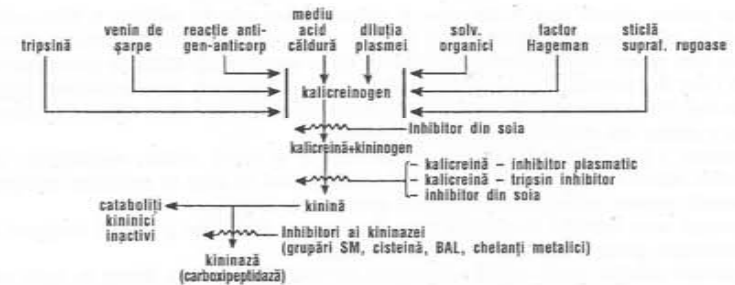 tripsină
venin de
şarpe
reacţie anti-
gen-anticorp
mediu
acid
căldură
diluţia
plasmei
solv.
organici
factor
Hageman
sticlă
supraf. rugoase
kalicreinogen
Inhibitor din soia
kalicreină+kininogen
kalicreină – inhibitor plasmatic
kalicreină – tripsin inhibitor
inhibitor din soia
kinină
cataboliţi
kininici
inactivi
Inhibitori ai kininazei
(grupări SM, cisteină, BAL, chelanţi metalici)
kininază
(carboxipeptidază)